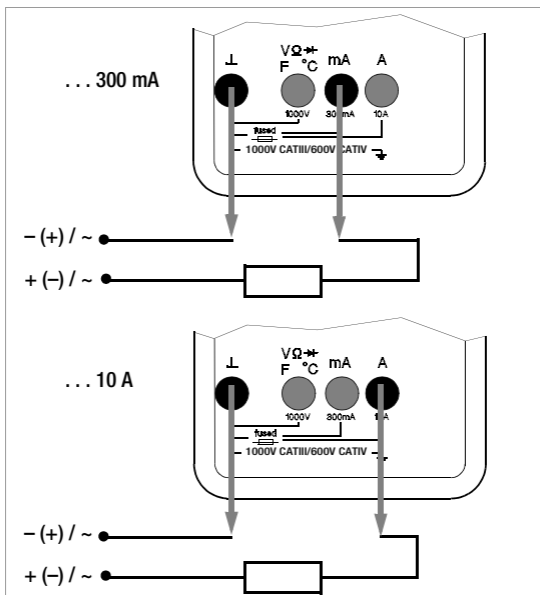 ⊥ VΩ➔ mA A
F °C
. . . 300 mA
1000V 300mA 10A
fused
1000V CATIII/600V CATIV
– (+) / ~
+ (–) / ~
⊥ VΩ➔ mA A
F °C
. . . 10 A
1000V 300mA 10A
fused
1000V CATIII/600V CATIV
– (+) / ~
+ (–) / ~